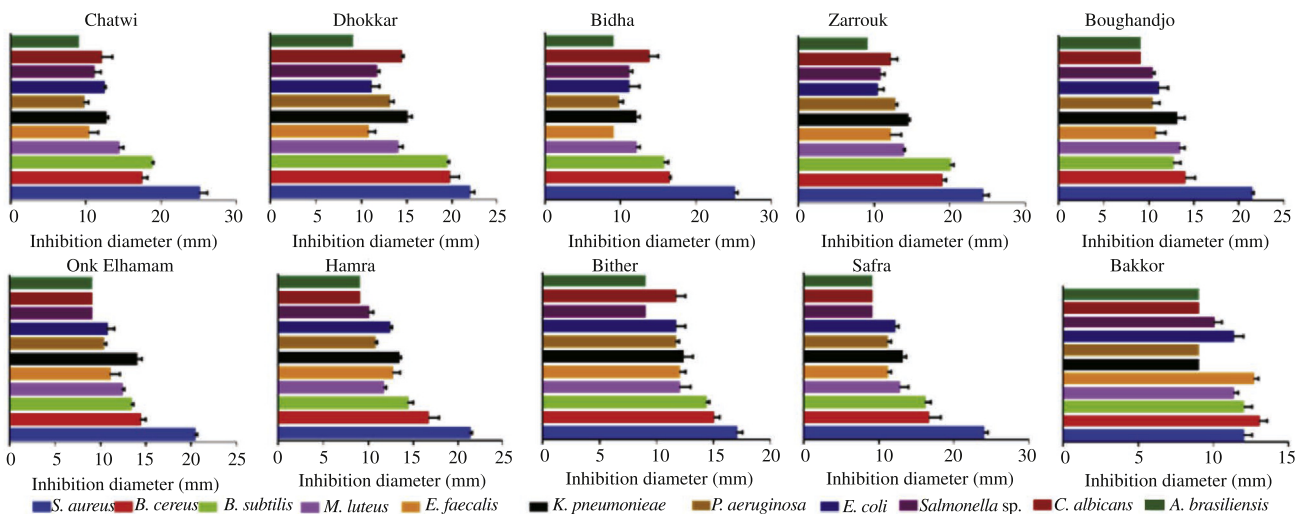 Chatwi Dhokkar Bidha Zarrouk Boughandjo
0 10 20 30 0 5 10 15 20 25 0 10 20 30 0 10 20 30 0 5 10 15 20 25
Inhibition diameter (mm) Inhibition diameter (mm) Inhibition diameter (mm) Inhibition diameter (mm) Inhibition diameter (mm)
Onk Elhamam Hamra Bither Safra Bakkor
0 5 10 15 20 25 0 5 10 15 20 25 0 5 10 15 20 0 10 20 30 0 5 10 15
Inhibition diameter (mm) Inhibition diameter (mm) Inhibition diameter (mm) Inhibition diameter (mm) Inhibition diameter (mm)
S. aureus B. cereus B. subtilis M. luteus E. faecalis K. pneumonieae P. aeruginosa E. coli Salmonella sp. C. albicans A. brasiliensis